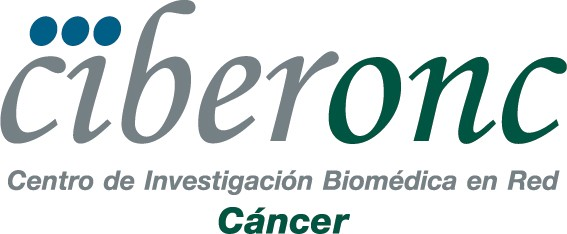 ciberonc
Centro de Investigación Biomédica en Red
Cáncer